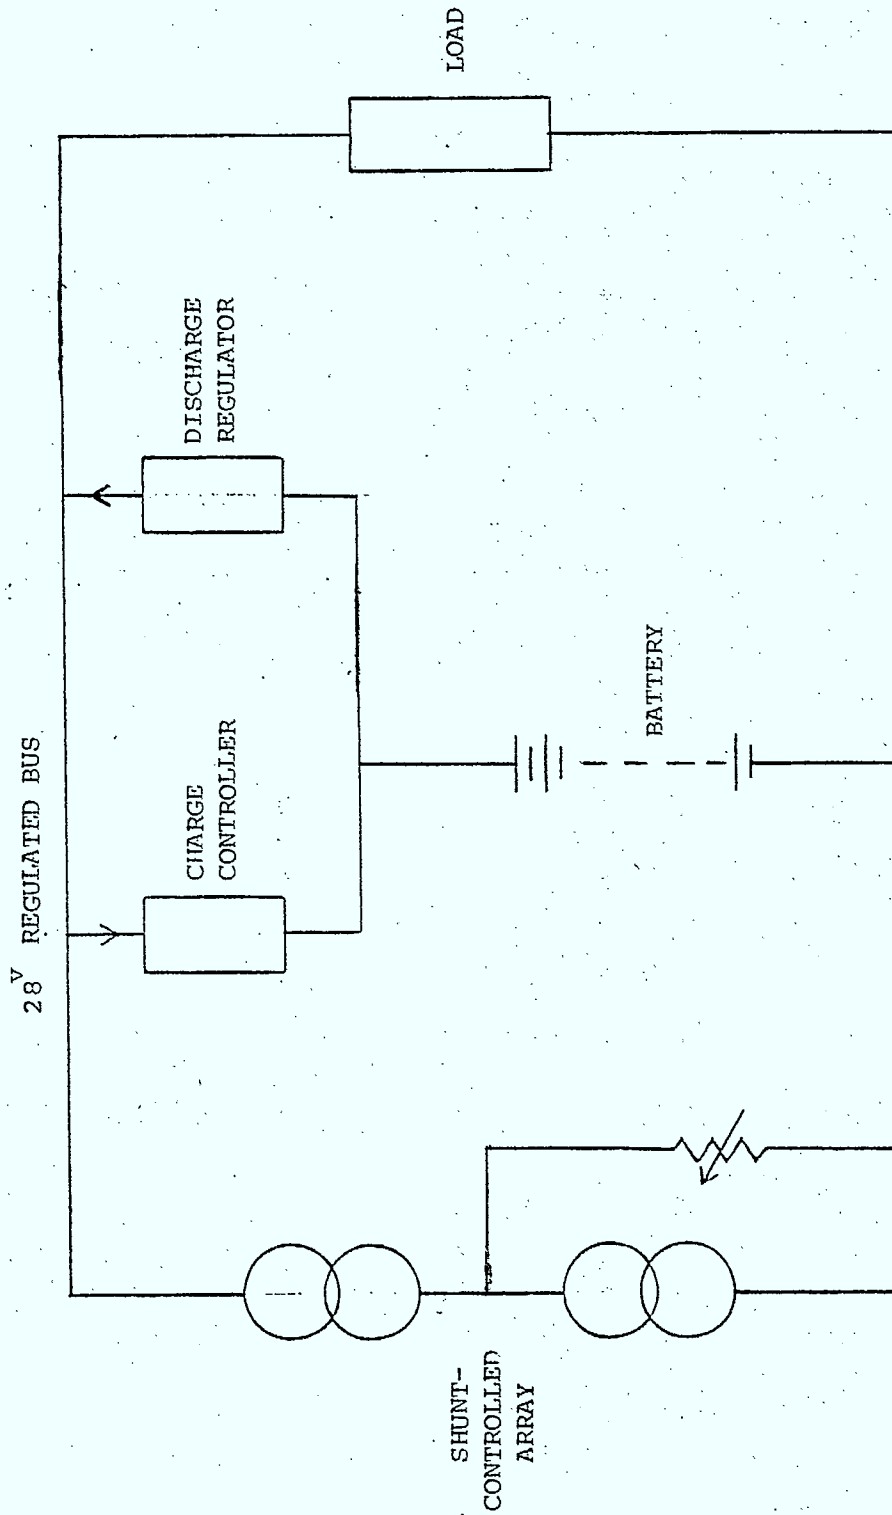 28V REGULATED BUS
CHARGE
CONTROLLER
DISCHARGE
REGULATOR
LOAD
BATTERY
SHUNT-
CONTROLLED
ARRAY